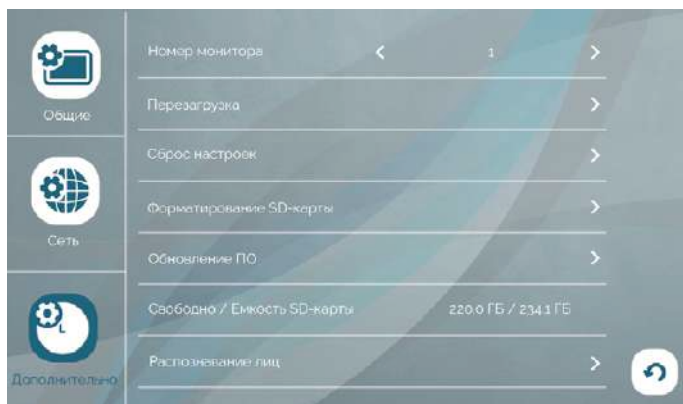 Общие
Сеть
Дополнительно
Номер монитора 1
Перезагрузка
Сброс настроек
Форматирование SD-карты
Обновление ПО
Свободно / Емкость SD-карты 220.0 ГБ / 234.1 ГБ
Распознавание лиц